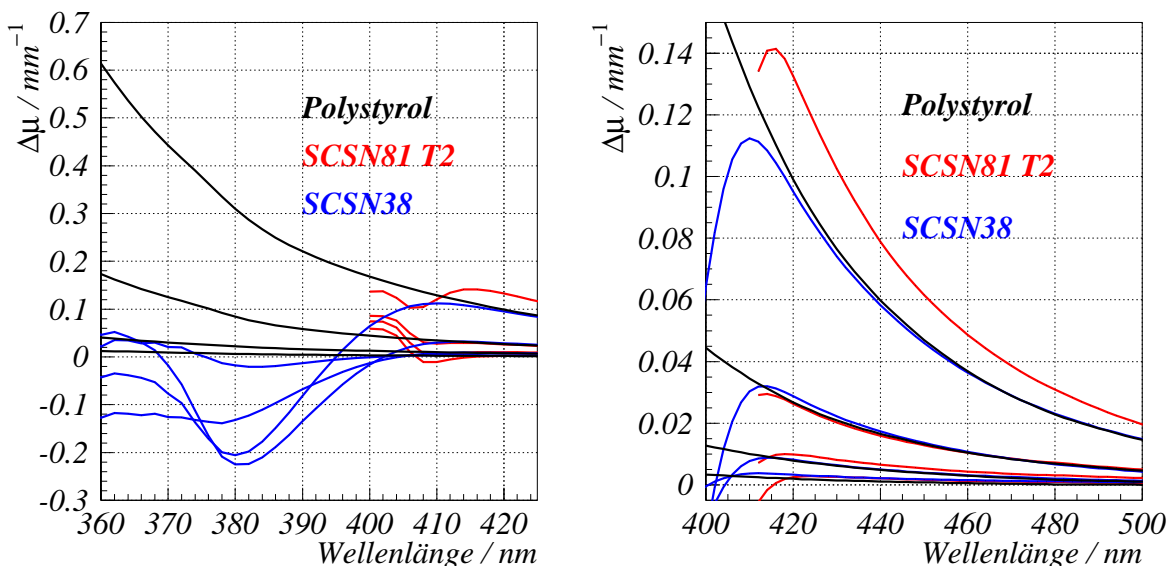 Δμ / mm⁻¹
0.7
0.6
0.5
0.4
0.3
0.2
0.1
0
-0.1
-0.2
-0.3
360 370 380 390 400 410 420
Wellenlänge / nm
Polystyrol
SCSN81 T2
SCSN38
Δμ / mm⁻¹
0.14
0.12
0.1
0.08
0.06
0.04
0.02
0
400 420 440 460 480 500
Wellenlänge / nm
Polystyrol
SCSN81 T2
SCSN38